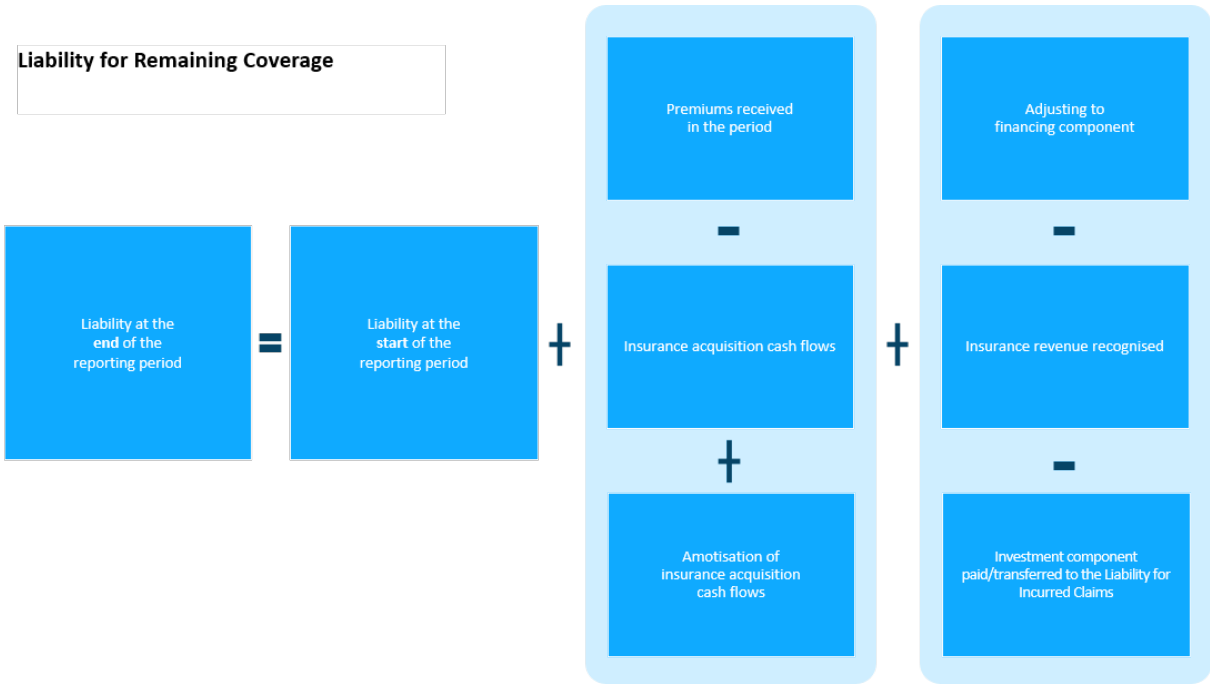 Liability for Remaining Coverage
Liability at the
end of the
reporting period
=
Liability at the
start of the
reporting period
+
Premiums received
in the period
-
Insurance acquisition cash flows
+
Amotisation of
insurance acquisition
cash flows
+
Adjusting to
financing component
-
Insurance revenue recognised
-
Investment component
paid/transferred to the Liability for
Incurred Claims